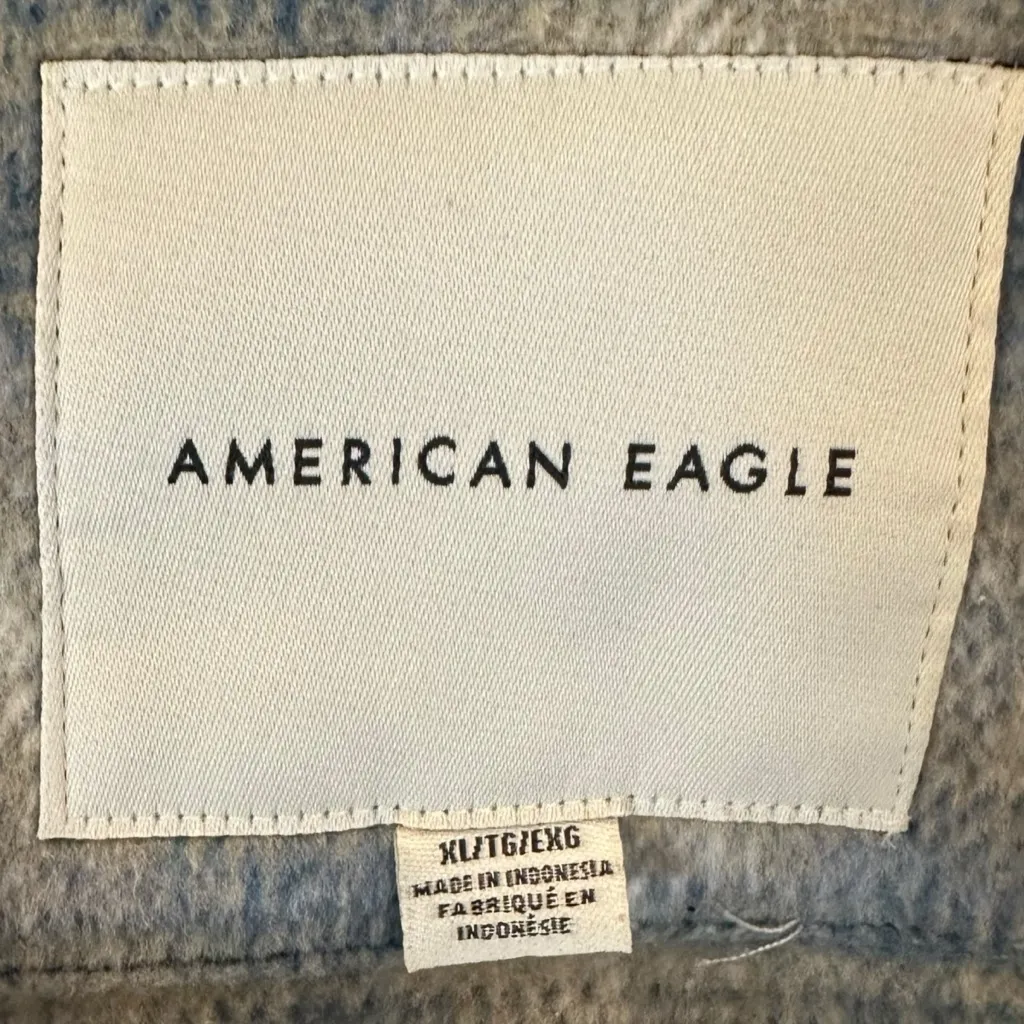 AMERICAN EAGLE
XL/TG/EXG
MADE IN INDONESIA
FABRIQUÉ EN
INDONÉSIE